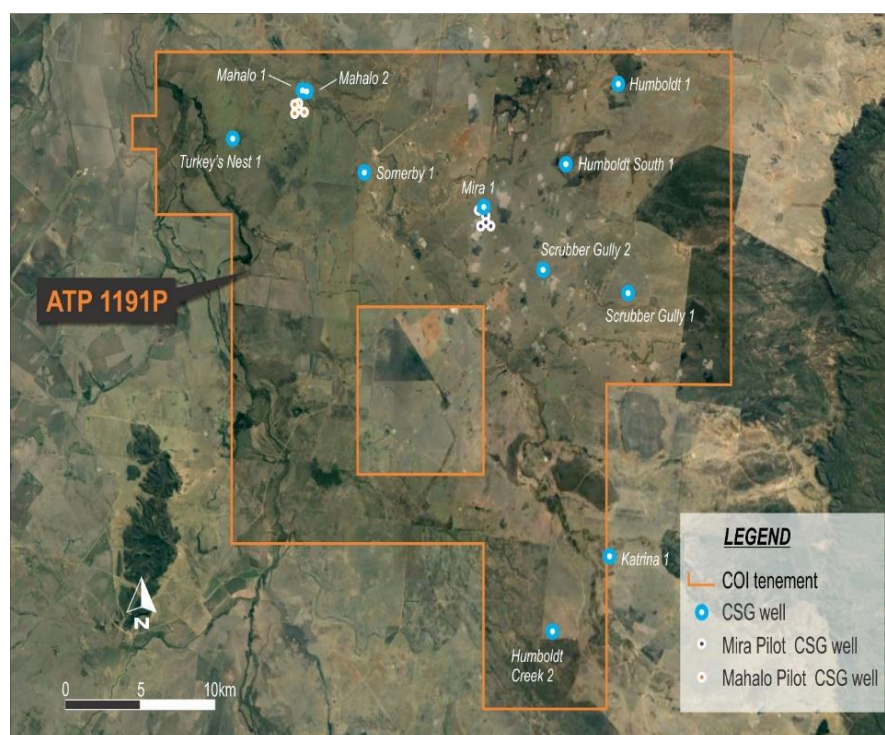 Mahalo 1
Mahalo 2
Humboldt 1
Turkey's Nest 1
Somerby 1
Humboldt South 1
Mira 1
Scrubber Gully 2
ATP 1191P
Scrubber Gully 1
LEGEND
Katrina 1
COI tenement
CSG well
Mira Pilot CSG well
Mahalo Pilot CSG well
N
Humboldt
Creek 2
0 5 10km